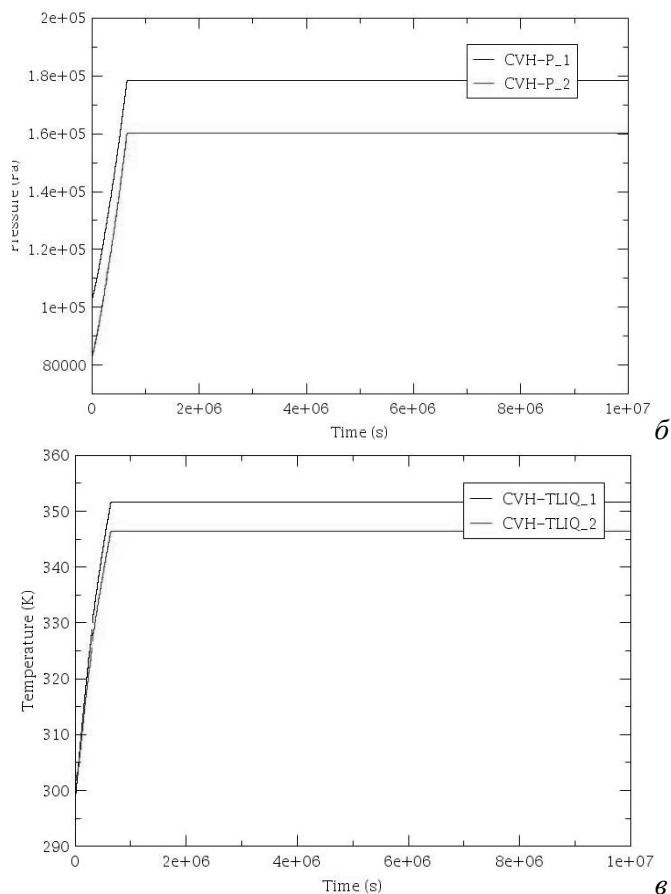 2e+05
1.8e+05
1.6e+05
1.4e+05
1.2e+05
1e+05
80000
Pressure (Pa)
CVH-P_1
CVH-P_2
0
2e+06
4e+06
6e+06
8e+06
1e+07
Time (s)
б
360
350
340
330
320
310
300
290
Temperature (K)
CVH-TLIQ_1
CVH-TLIQ_2
0
2e+06
4e+06
6e+06
8e+06
1e+07
Time (s)
в